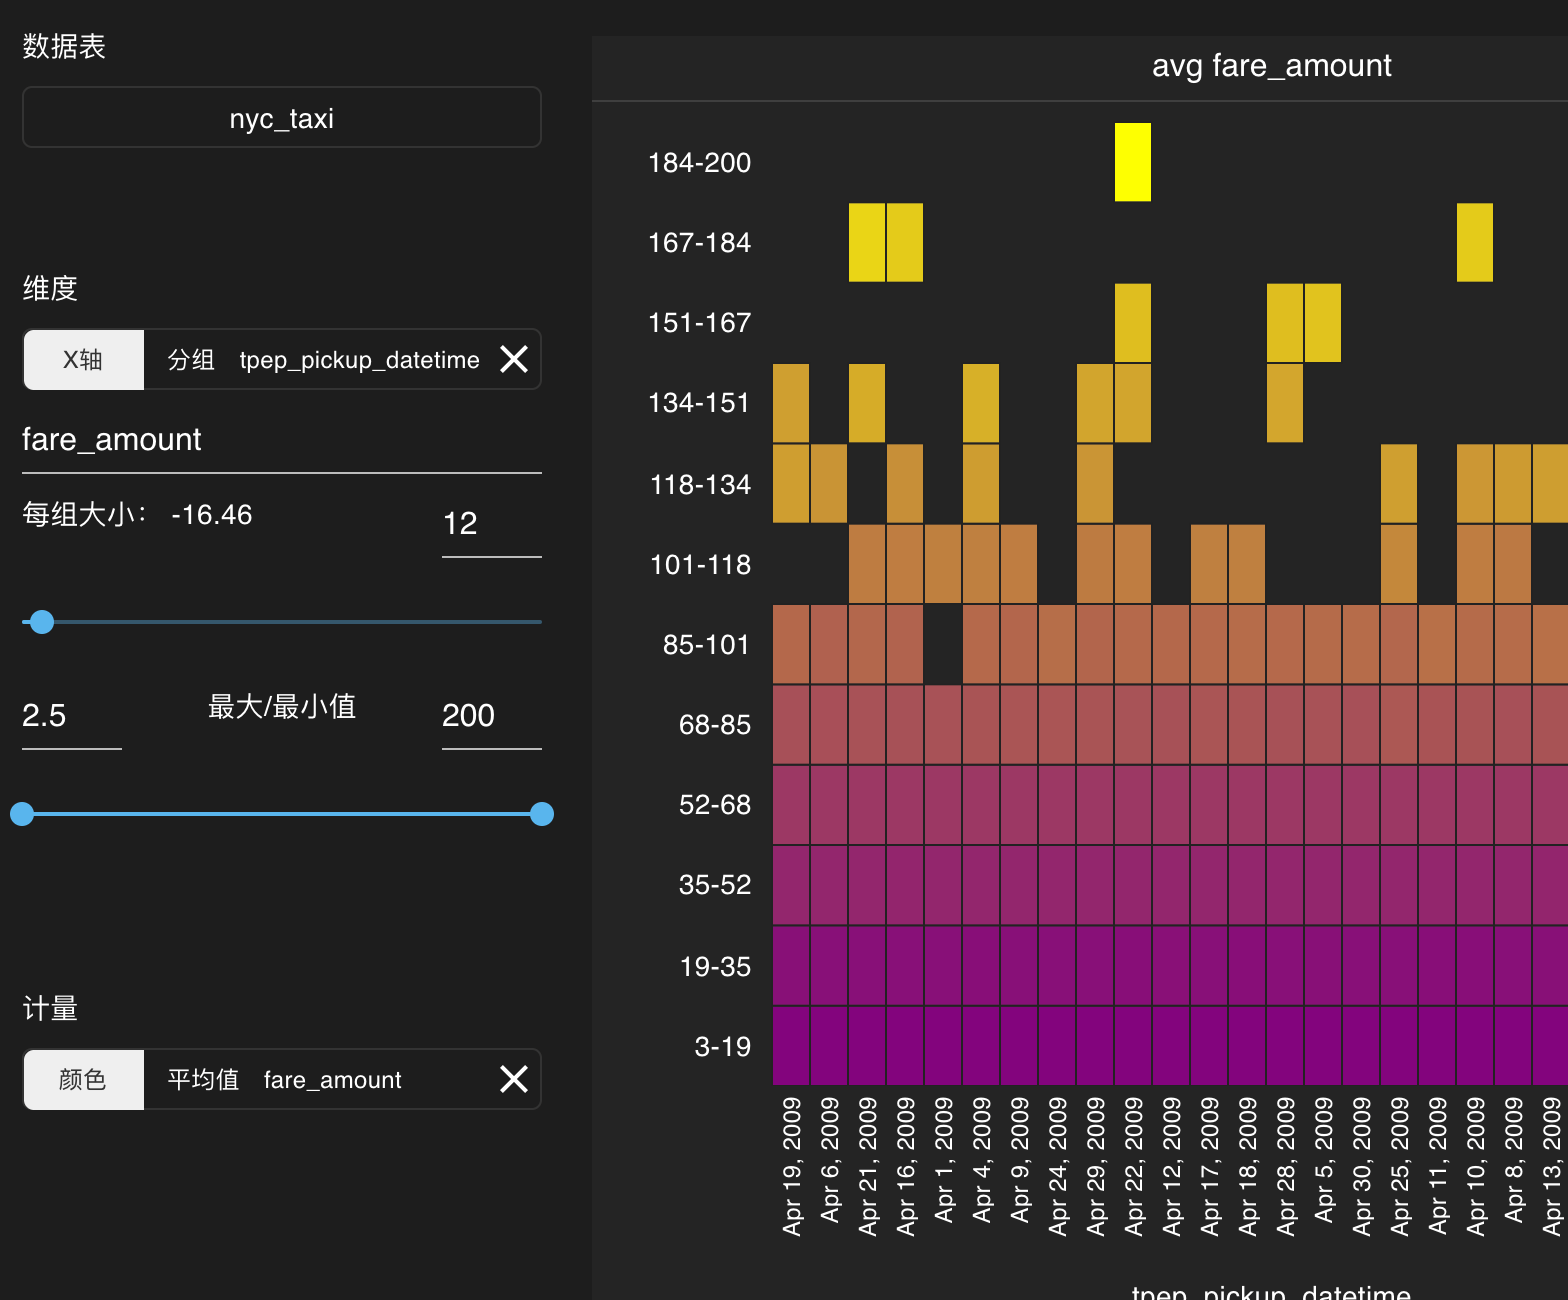 数据表
nyc_taxi
维度
X轴 分组 tpep_pickup_datetime
fare_amount
每组大小： -16.46 12
2.5 最大/最小值 200
计量
颜色 平均值 fare_amount
avg fare_amount
184-200
167-184
151-167
134-151
118-134
101-118
85-101
68-85
52-68
35-52
19-35
3-19
Apr 19, 2009
Apr 6, 2009
Apr 21, 2009
Apr 16, 2009
Apr 1, 2009
Apr 4, 2009
Apr 9, 2009
Apr 24, 2009
Apr 29, 2009
Apr 22, 2009
Apr 12, 2009
Apr 17, 2009
Apr 18, 2009
Apr 28, 2009
Apr 5, 2009
Apr 30, 2009
Apr 25, 2009
Apr 11, 2009
Apr 10, 2009
Apr 8, 2009
Apr 13, 2009
tpep_pickup_datetime